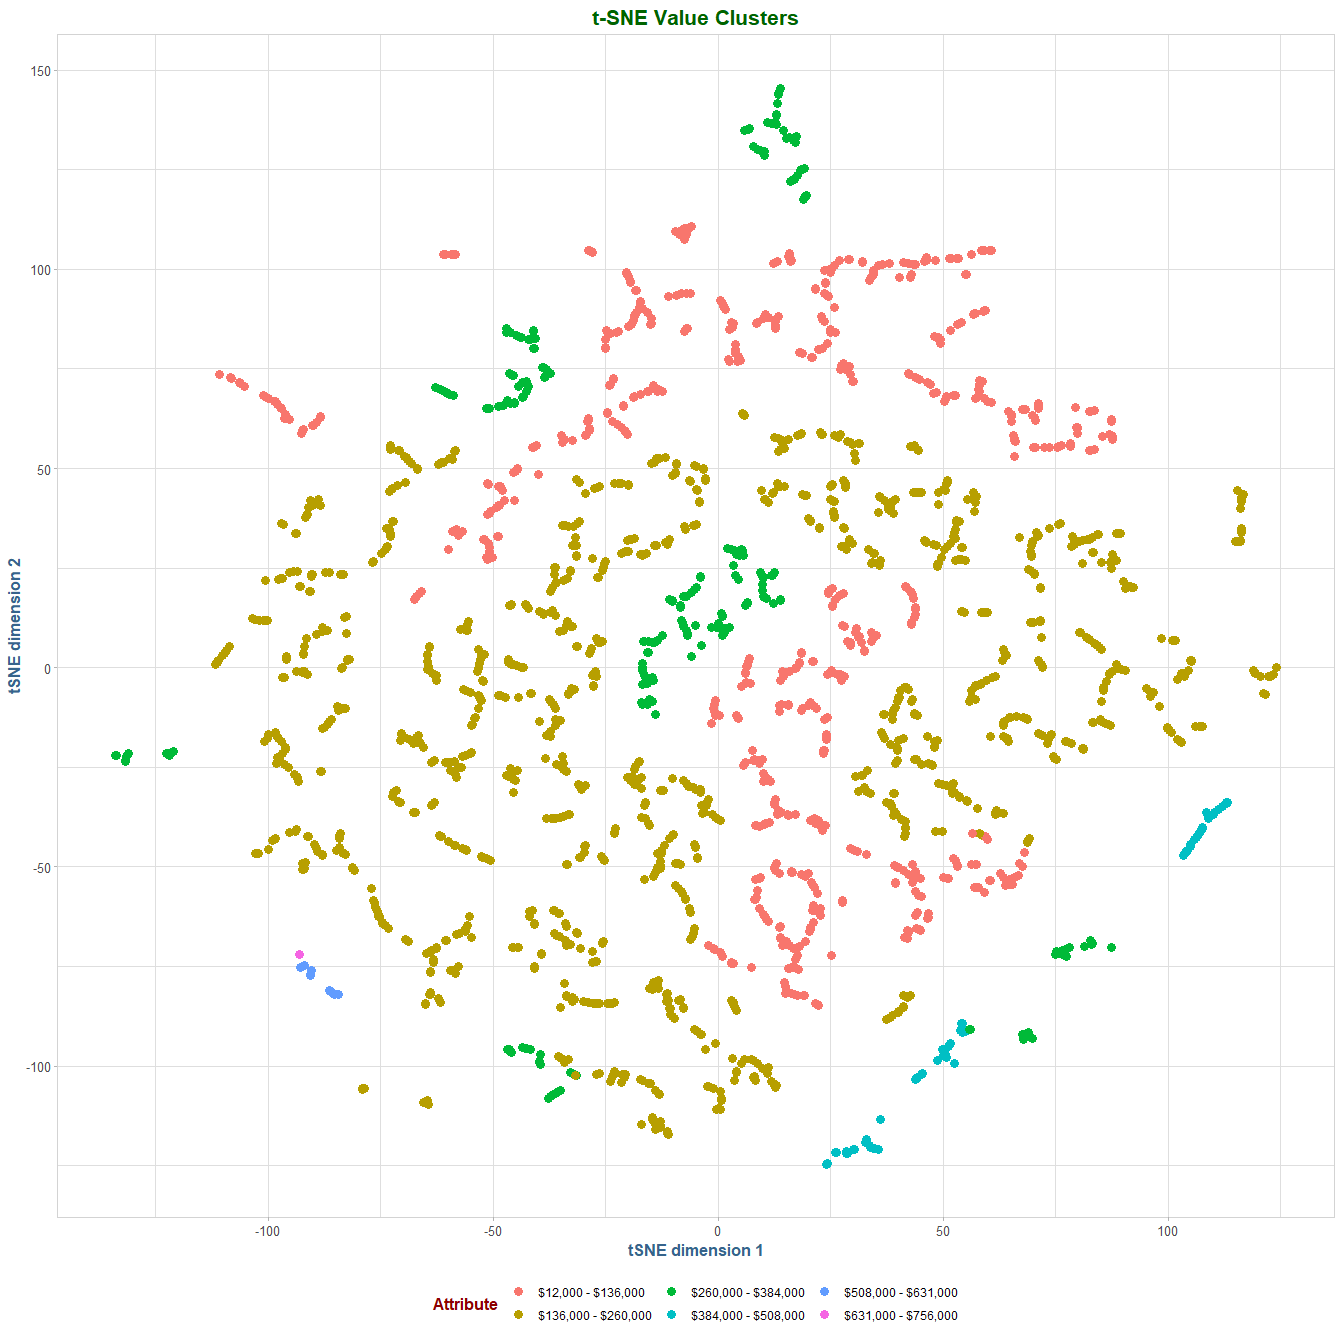 t-SNE Value Clusters
150
100
50
0
-50
-100
tSNE dimension 2
-100 -50 0 50 100
tSNE dimension 1
Attribute
$12,000 - $136,000 $260,000 - $384,000 $508,000 - $631,000
$136,000 - $260,000 $384,000 - $508,000 $631,000 - $756,000